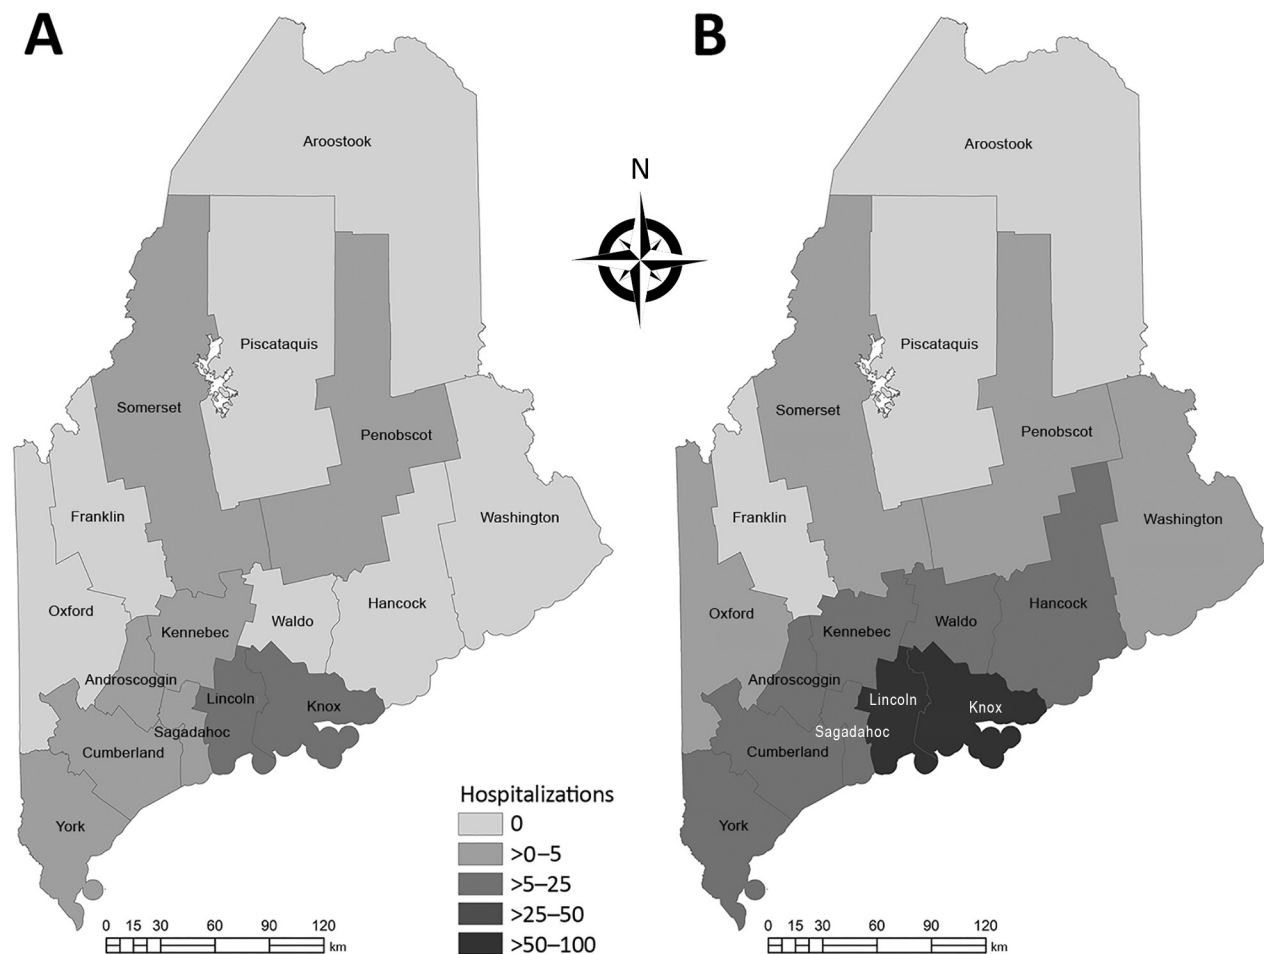 A
B
Aroostook
Aroostook
N
Piscataquis
Piscataquis
Somerset
Somerset
Penobscot
Penobscot
Franklin
Franklin
Washington
Washington
Oxford
Oxford
Hancock
Hancock
Waldo
Waldo
Kennebec
Kennebec
Androscoggin
Androscoggin
Lincoln
Lincoln
Knox
Knox
Sagadahoc
Sagadahoc
Cumberland
Cumberland
York
York
Hospitalizations
0
>0–5
>5–25
>25–50
>50–100
0 15 30 60 90 120
km
0 15 30 60 90 120
km